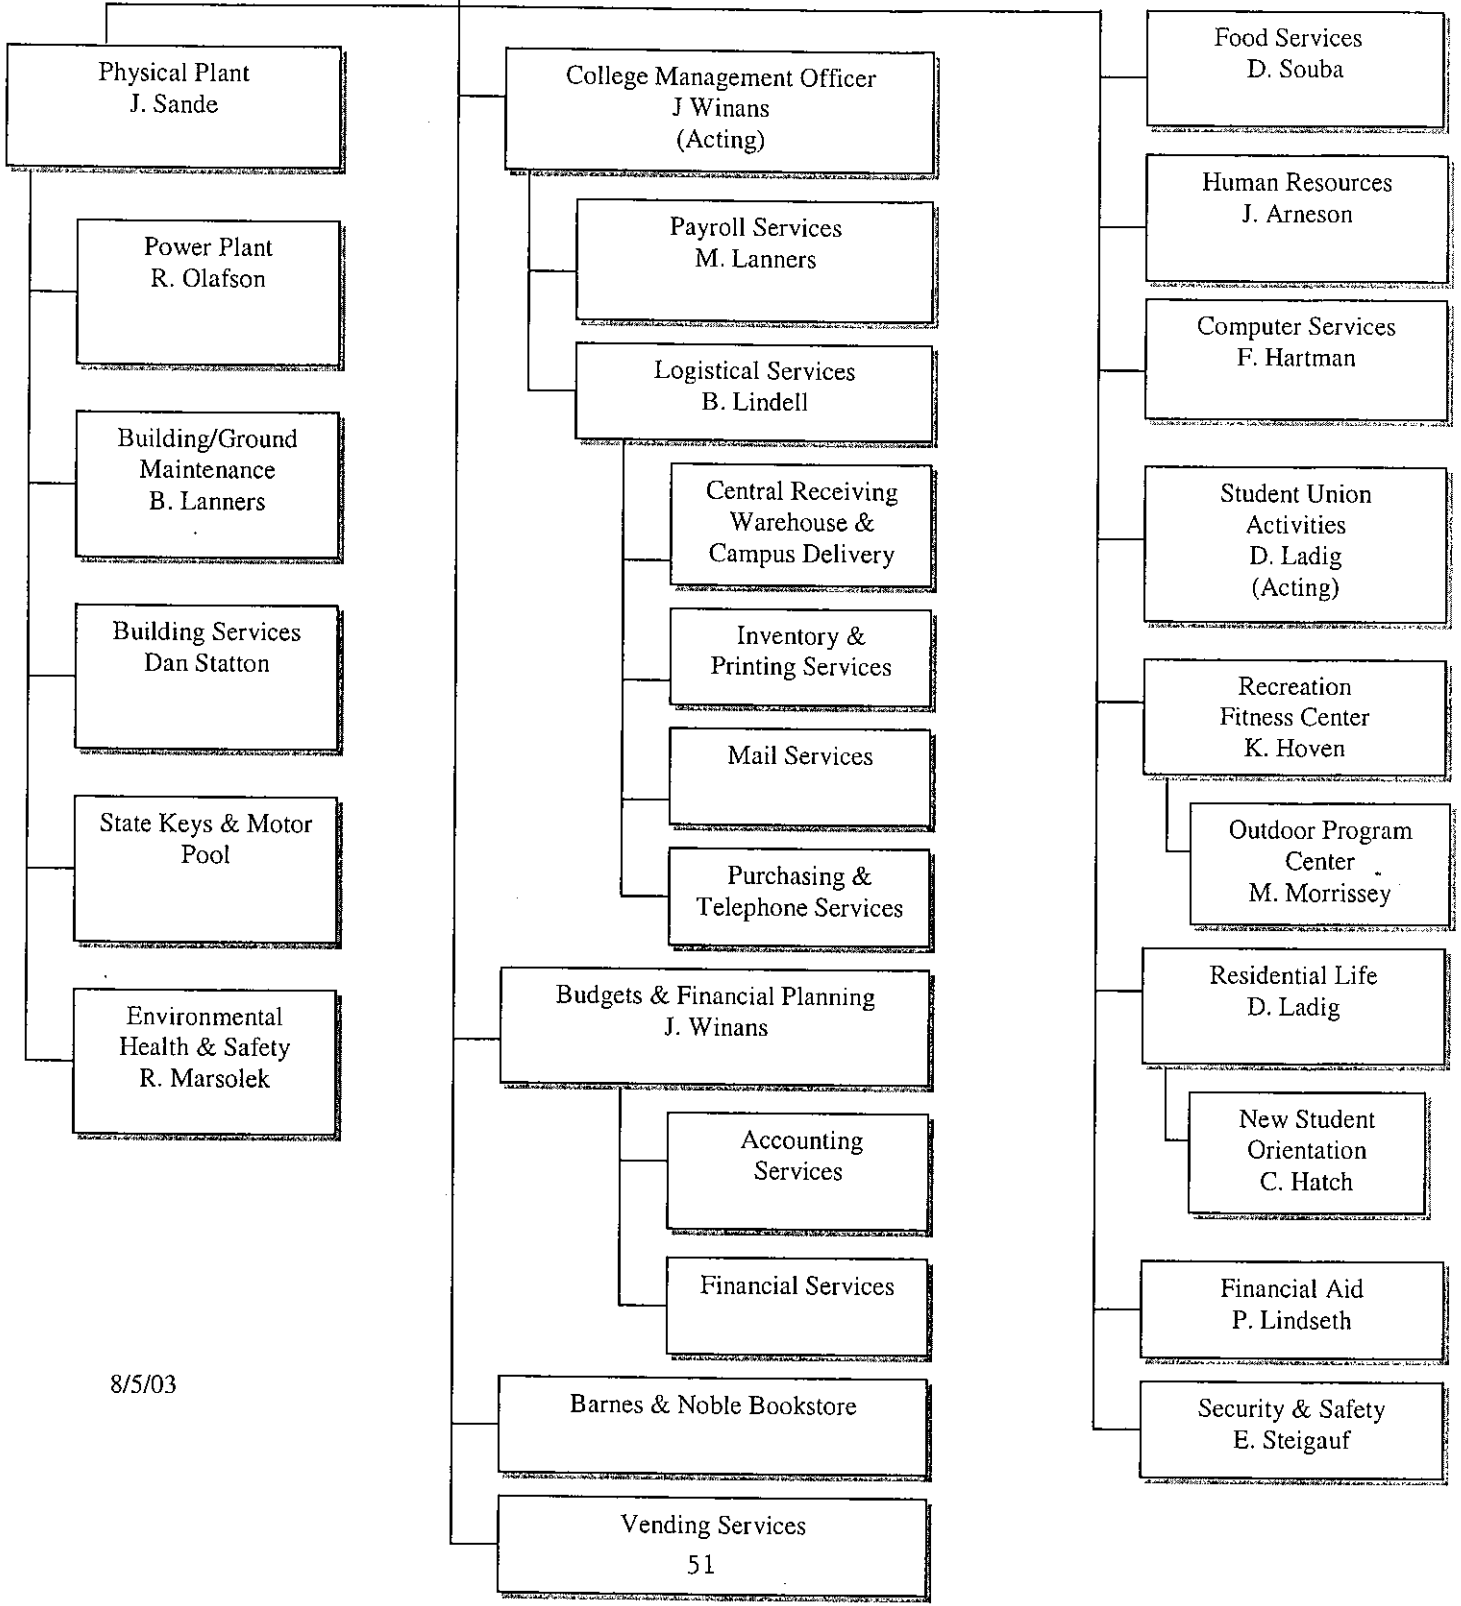 Physical Plant
J. Sande
Power Plant
R. Olafson
Building/Ground
Maintenance
B. Lanners
Building Services
Dan Statton
State Keys & Motor
Pool
Environmental
Health & Safety
R. Marsolek
8/5/03
College Management Officer
J Winans
(Acting)
Payroll Services
M. Lanners
Logistical Services
B. Lindell
Central Receiving
Warehouse &
Campus Delivery
Inventory &
Printing Services
Mail Services
Purchasing &
Telephone Services
Budgets & Financial Planning
J. Winans
Accounting
Services
Financial Services
Barnes & Noble Bookstore
Vending Services
51
Food Services
D. Souba
Human Resources
J. Arneson
Computer Services
F. Hartman
Student Union
Activities
D. Ladig
(Acting)
Recreation
Fitness Center
K. Hoven
Outdoor Program
Center
M. Morrissey
Residential Life
D. Ladig
New Student
Orientation
C. Hatch
Financial Aid
P. Lindseth
Security & Safety
E. Steigauf